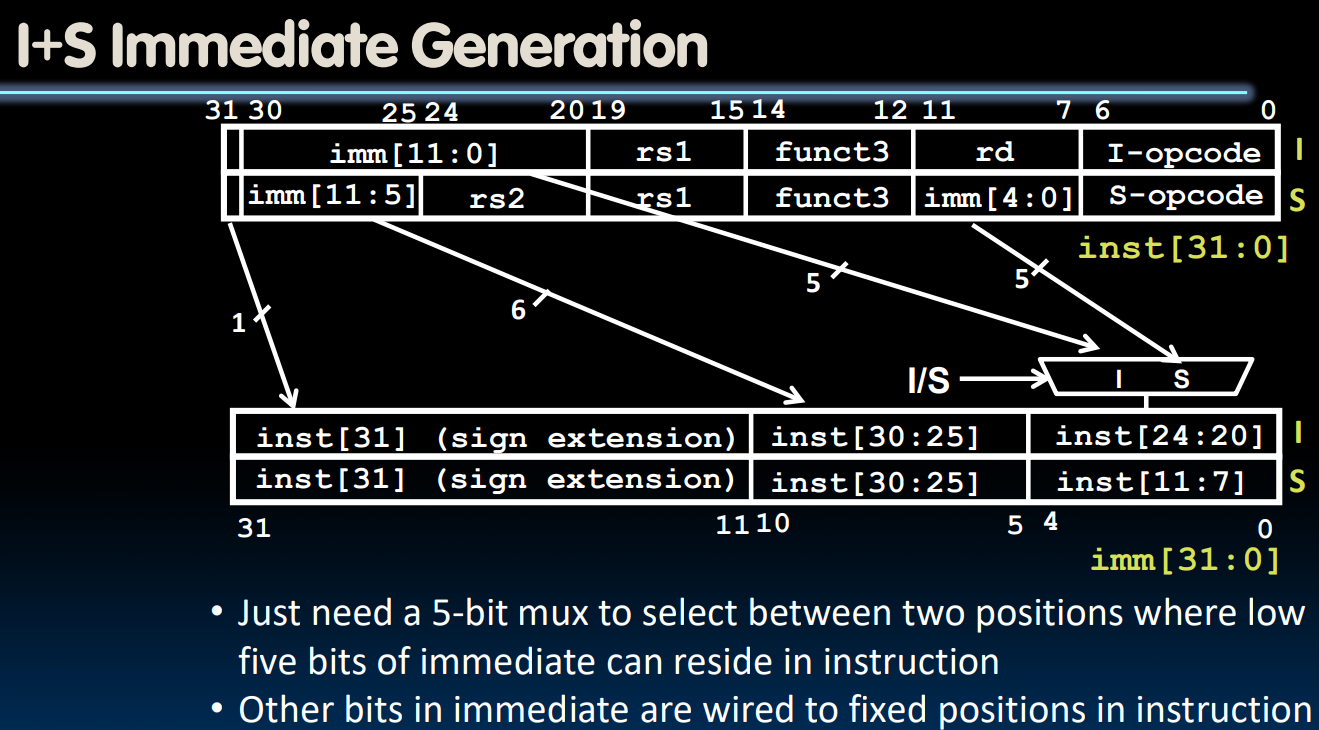 I+S Immediate Generation
31 30 25 24 20 19 15 14 12 11 7 6 0
imm[11:0] rs1 funct3 rd I-opcode I
imm[11:5] rs2 rs1 funct3 imm[4:0] S-opcode S
inst[31:0]
1 6 5 5
I/S I S
inst[31] (sign extension) inst[30:25] inst[24:20] I
inst[31] (sign extension) inst[30:25] inst[11:7] S
31 11 10 5 4 0
imm[31:0]
• Just need a 5-bit mux to select between two positions where low
five bits of immediate can reside in instruction
• Other bits in immediate are wired to fixed positions in instruction